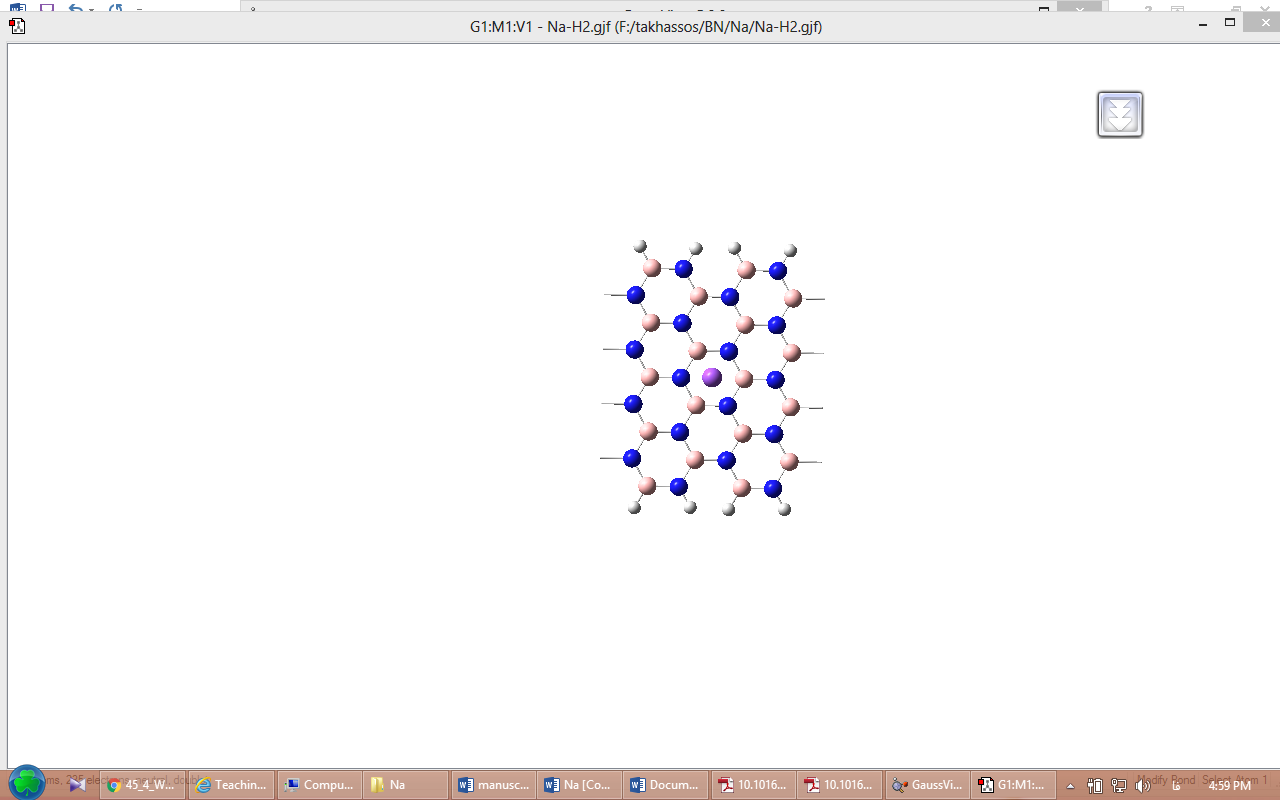 G1:M1:V1 - Na-H2.gjf (F:/takhassos/BN/Na/Na-H2.gjf)
Modify Bond Select Atom 1
45_4_W...
Teachin...
Compu...
Na
manusc...
Na [Co...
Docum...
10.1016...
10.1016...
GaussVi...
G1:M1:...
4:59 PM